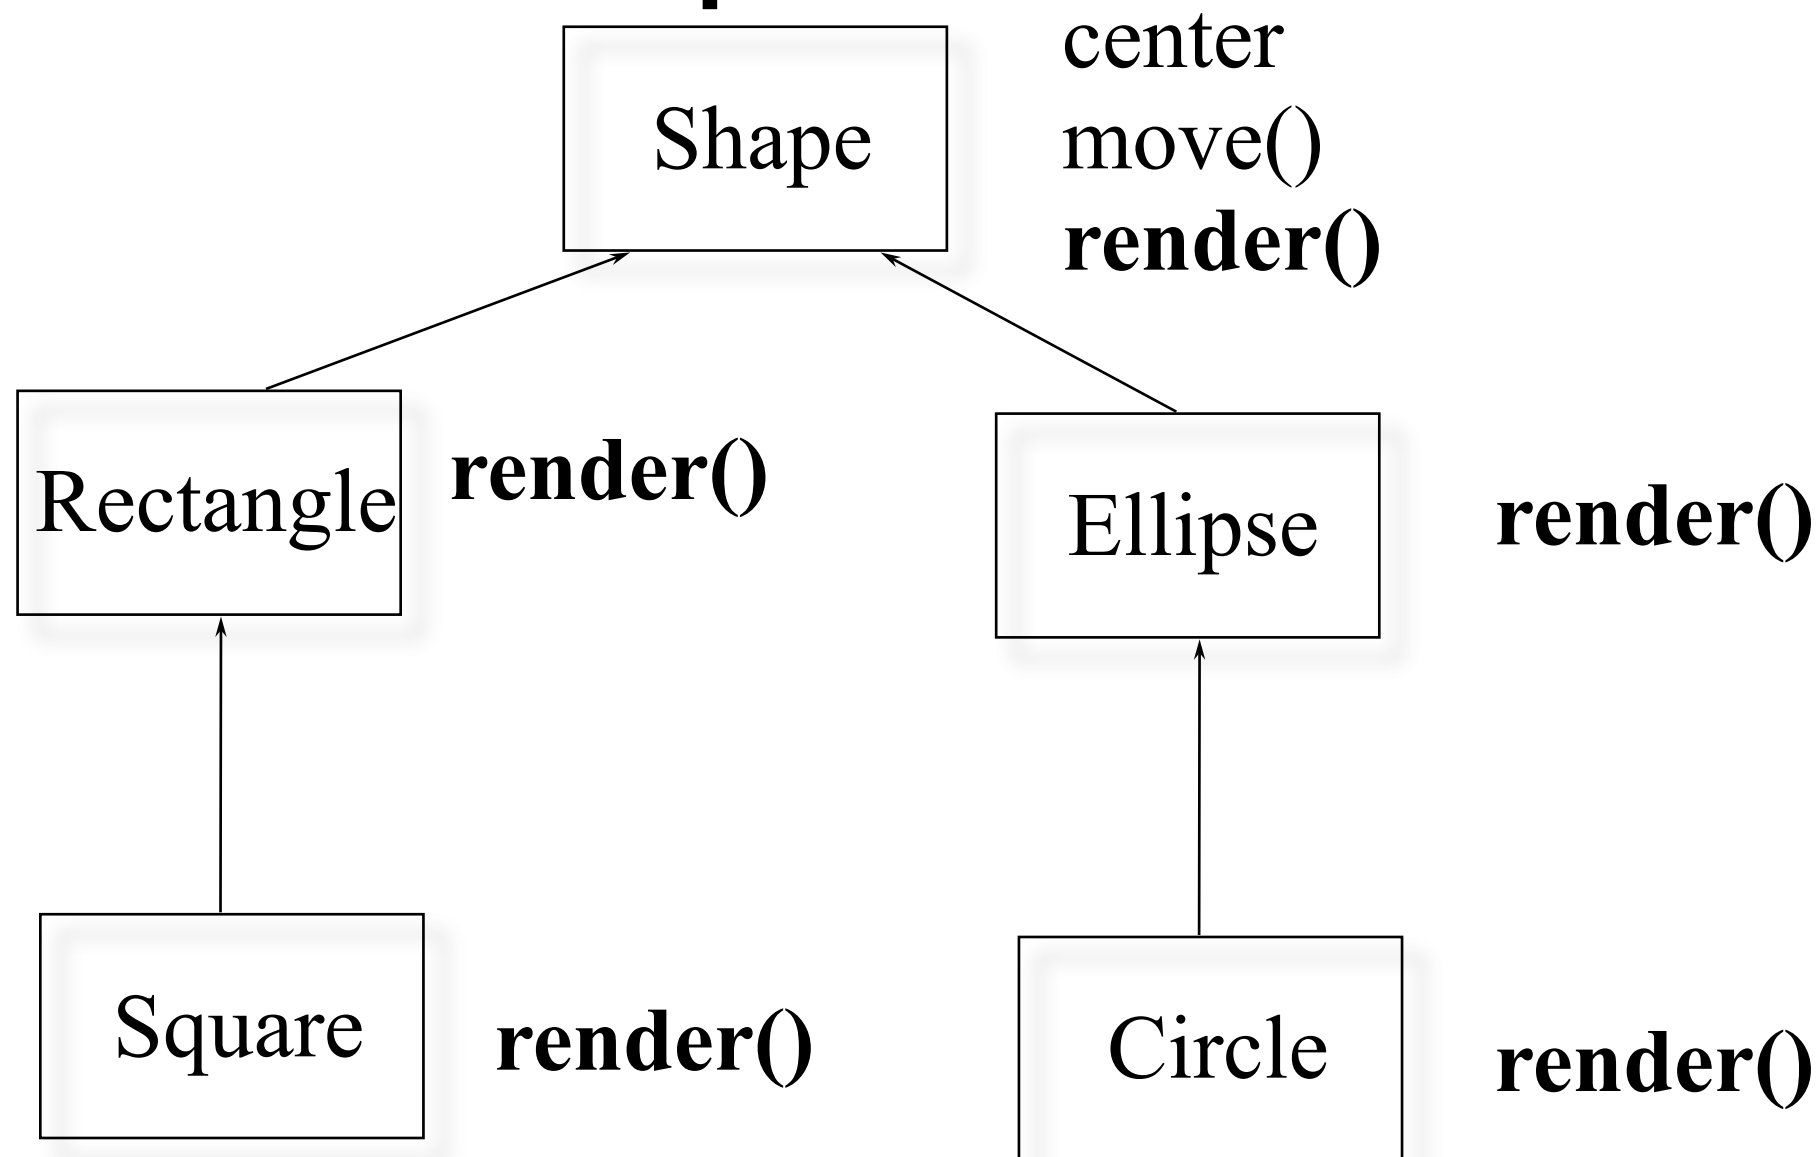 Shape
center
move()
render()
Rectangle
render()
Ellipse
render()
Square
render()
Circle
render()